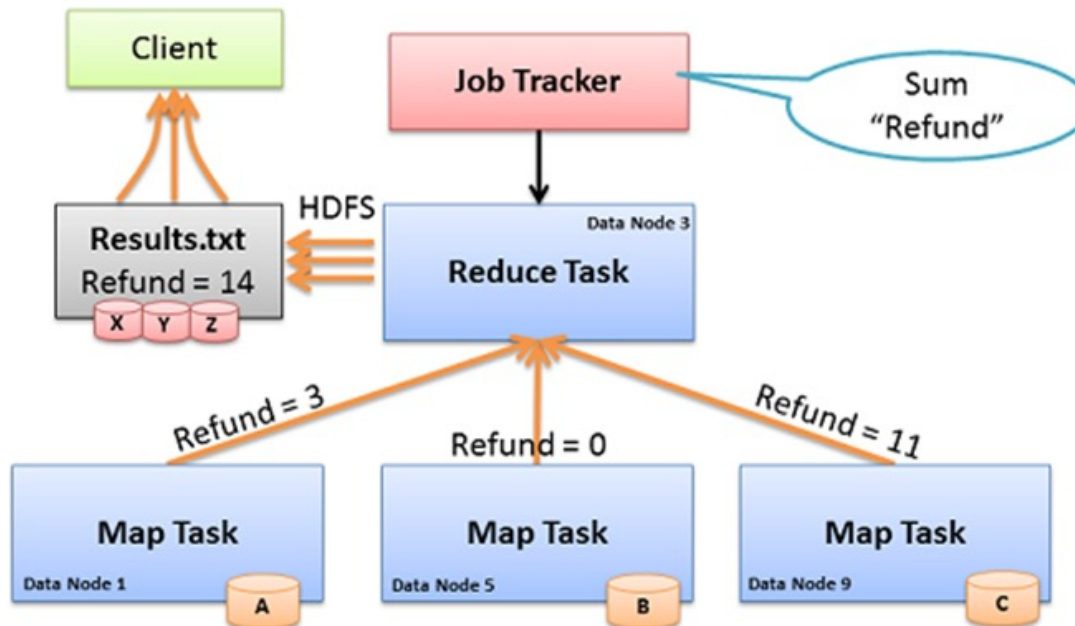 Client
Job Tracker
Sum
“Refund”
HDFS
Results.txt
Refund = 14
X
Y
Z
Data Node 3
Reduce Task
Refund = 3
Refund = 0
Refund = 11
Map Task
Data Node 1
A
Map Task
Data Node 5
B
Map Task
Data Node 9
C